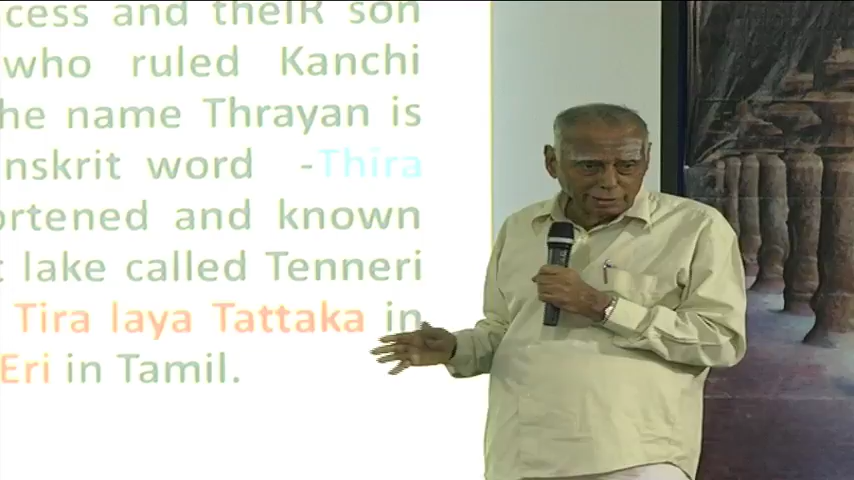 cess and theIR son
who ruled Kanchi
he name Thrayan is
nskrit word -Thira
ortened and known
t lake called Tenneri
Tira laya Tattaka in
Eri in Tamil.